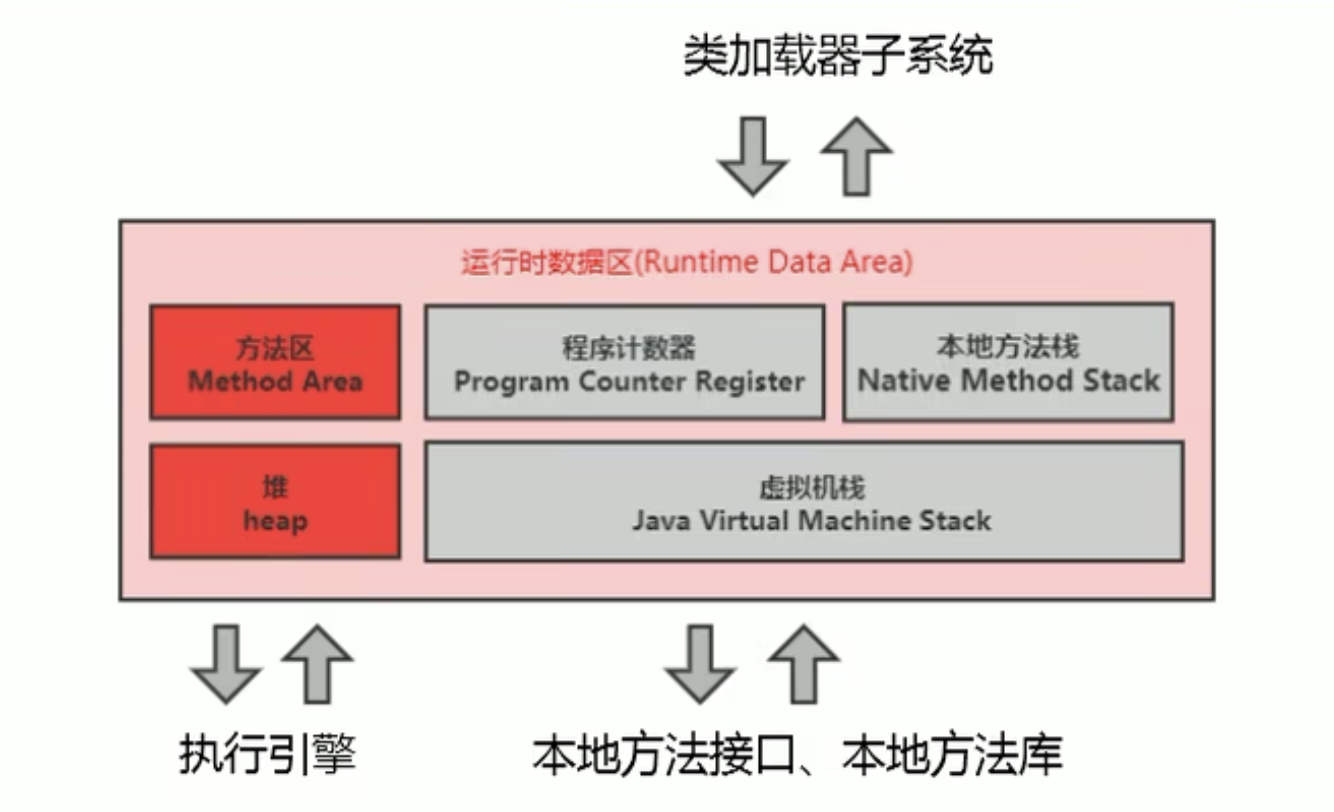 类加载器子系统
运行时数据区(Runtime Data Area)
方法区
Method Area
程序计数器
Program Counter Register
本地方法栈
Native Method Stack
堆
heap
虚拟机栈
Java Virtual Machine Stack
执行引擎
本地方法接口、本地方法库